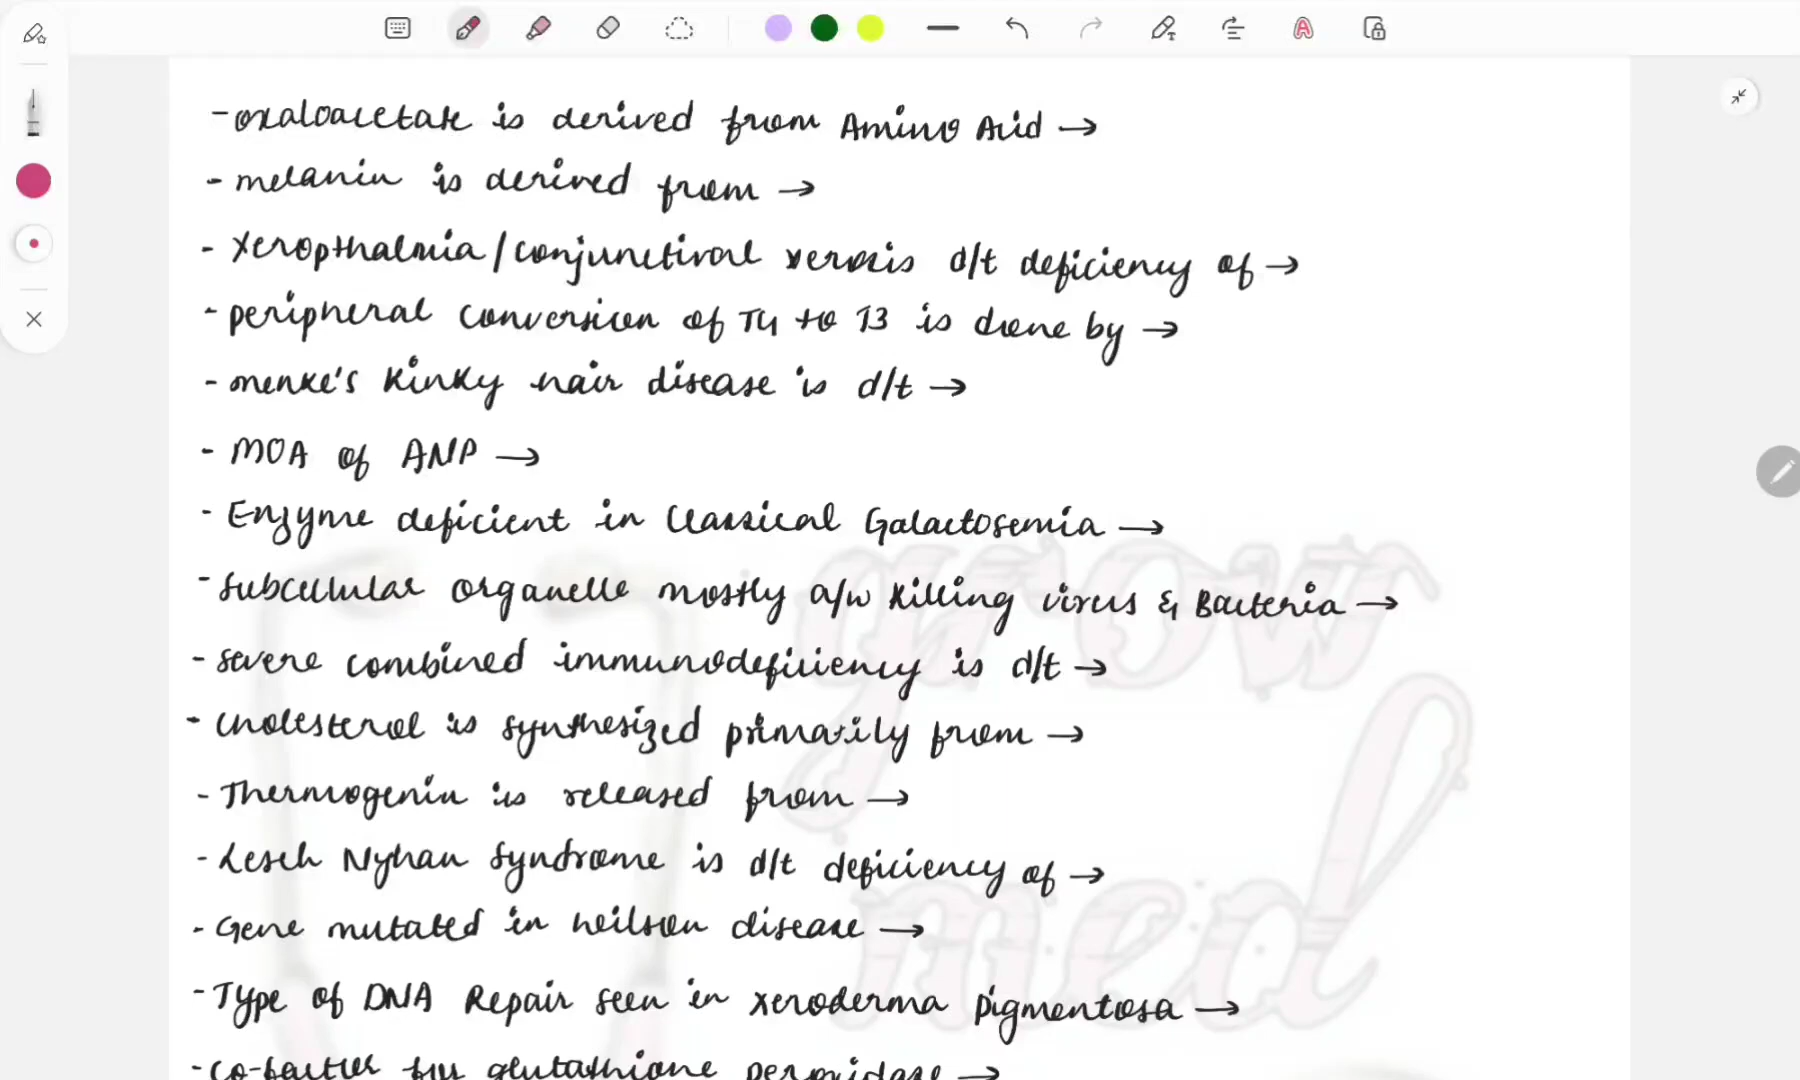 - oxaloacetate is derived from Amino Acid →
- melanin is derived from →
- Xeropthalmia/conjunctival xerosis d/t deficiency of →
- peripheral conversion of T4 to T3 is done by →
- menke's Kinky hair disease is d/t →
- MOA of ANP →
- Enzyme deficient in Classical Galactosemia →
- Subcellular organelle mostly a/w killing virus & Bacteria →
- severe combined immunodeficiency is d/t →
- cholesterol is synthesized primarily from →
- Thermogenin is released from →
- Lesch Nyhan Syndrome is d/t deficiency of →
- Gene mutated in Weilson disease →
- Type of DNA Repair seen in xeroderma pigmentosa →
- co-factor for glutathione peroxidase →
grow
med